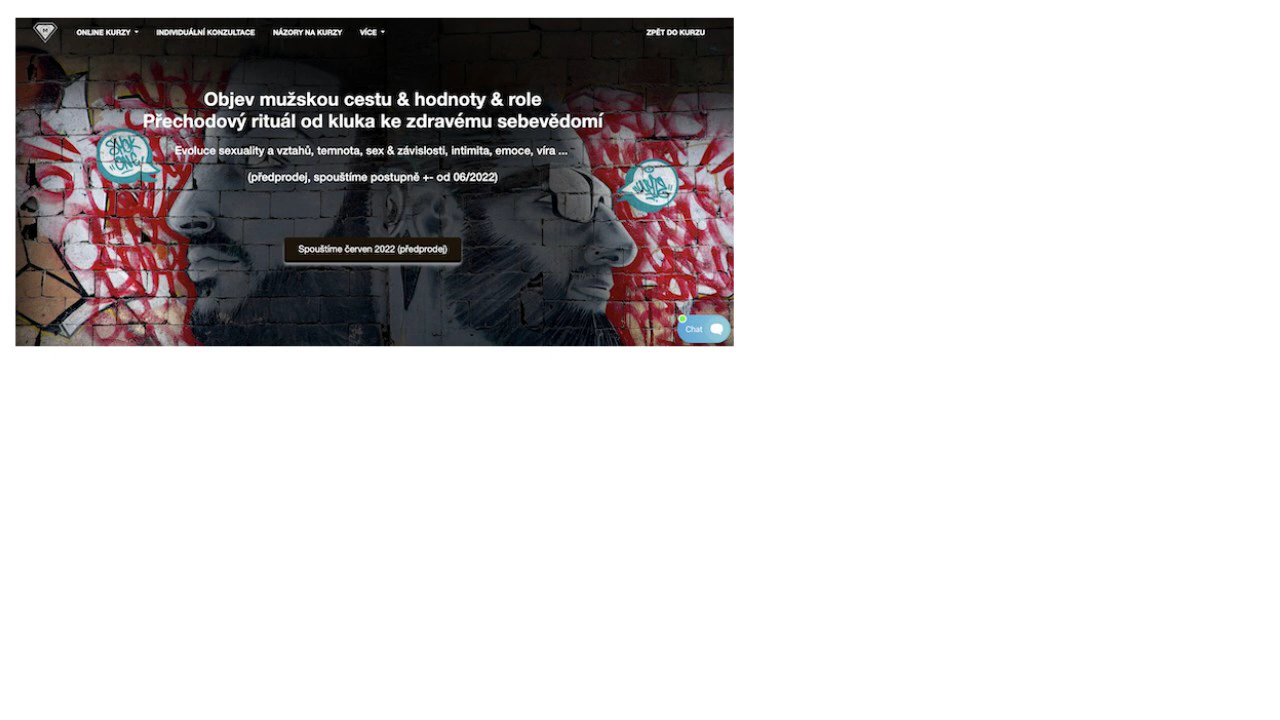 M
ONLINE KURZY
INDIVIDUÁLNÍ KONZULTACE
NÁZORY NA KURZY
VÍCE
ZPĚT DO KURZU
Objev mužskou cestu & hodnoty & role
Přechodový rituál od kluka ke zdravému sebevědomí
Evoluce sexuality a vztahů, temnota, sex & závislosti, intimita, emoce, víra ...
(předprodej, spouštíme postupně +- od 06/2022)
Spouštíme červen 2022 (předprodej)
Chat